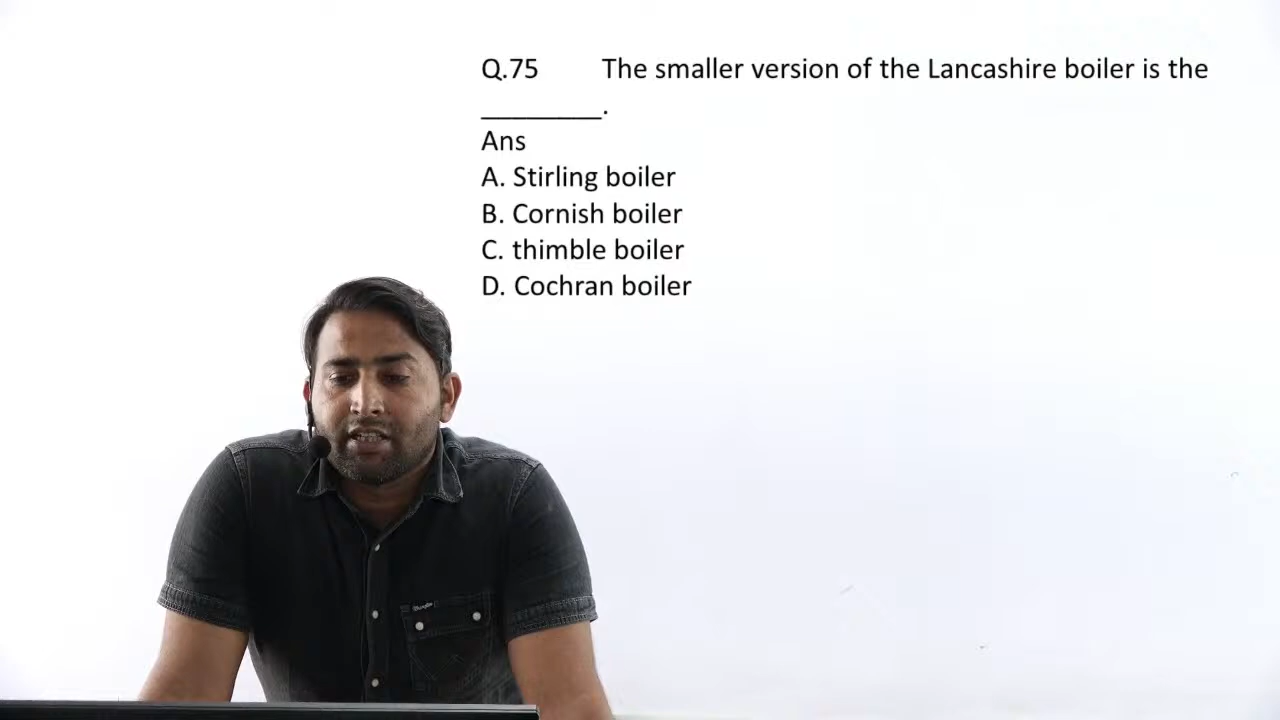 Q.75 The smaller version of the Lancashire boiler is the
________.
Ans
A. Stirling boiler
B. Cornish boiler
C. thimble boiler
D. Cochran boiler